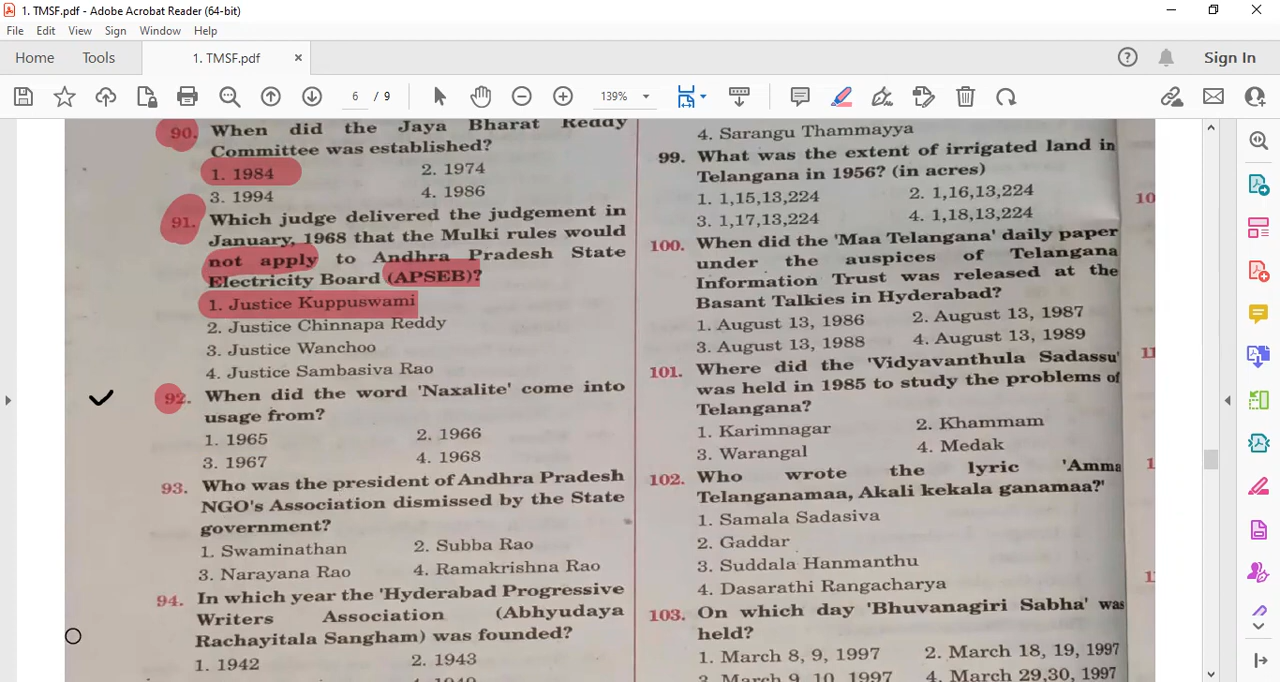 1. TMSF.pdf - Adobe Acrobat Reader (64-bit)
File Edit View Sign Window Help
Home Tools 1. TMSF.pdf × Sign In
6 / 9 139%
90. When did the Jaya Bharat Reddy
Committee was established?
1. 1984 2. 1974
3. 1994 4. 1986
91. Which judge delivered the judgement in
January, 1968 that the Mulki rules would
not apply to Andhra Pradesh State
Electricity Board (APSEB)?
1. Justice Kuppuswami
2. Justice Chinnapa Reddy
3. Justice Wanchoo
4. Justice Sambasiva Rao
92. When did the word 'Naxalite' come into
usage from?
1. 1965 2. 1966
3. 1967 4. 1968
93. Who was the president of Andhra Pradesh
NGO's Association dismissed by the State
government?
1. Swaminathan 2. Subba Rao
3. Narayana Rao 4. Ramakrishna Rao
94. In which year the 'Hyderabad Progressive
Writers Association (Abhyudaya
Rachayitala Sangham) was founded?
1. 1942 2. 1943
4. Sarangu Thammayya
99. What was the extent of irrigated land in
Telangana in 1956? (in acres)
1. 1,15,13,224 2. 1,16,13,224
3. 1,17,13,224 4. 1,18,13,224
100. When did the 'Maa Telangana' daily paper
under the auspices of Telangana
Information Trust was released at the
Basant Talkies in Hyderabad?
1. August 13, 1986 2. August 13, 1987
3. August 13, 1988 4. August 13, 1989
101. Where did the 'Vidyavanthula Sadassu'
was held in 1985 to study the problems of
Telangana?
1. Karimnagar 2. Khammam
3. Warangal 4. Medak
102. Who wrote the lyric 'Amma
Telanganamaa, Akali kekala ganamaa?'
1. Samala Sadasiva
2. Gaddar
3. Suddala Hanmanthu
4. Dasarathi Rangacharya
103. On which day 'Bhuvanagiri Sabha' was
held?
1. March 8, 9, 1997 2. March 18, 19, 1997
3. March 9, 10, 1997 4. March 29,30, 1997
10
11
1
1